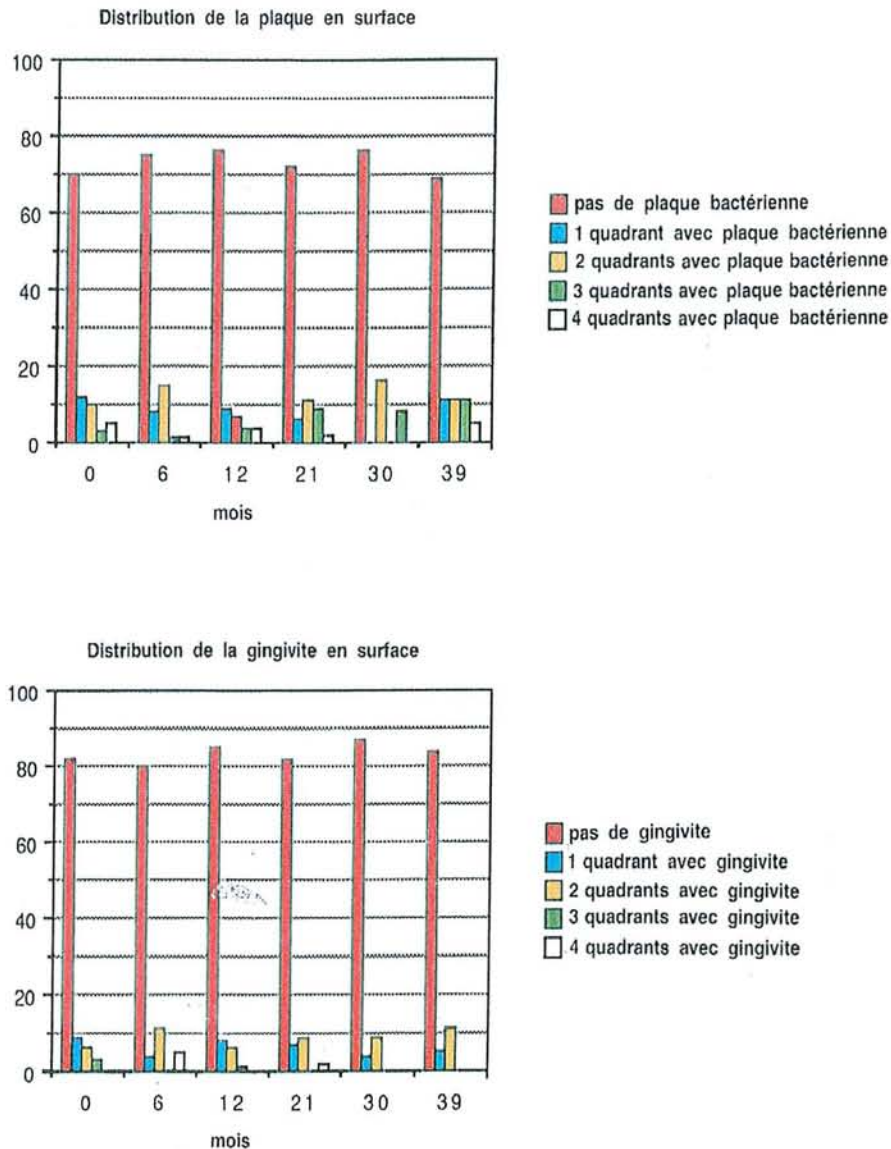 Distribution de la plaque en surface
100
80
60
40
20
0
0 6 12 21 30 39
mois
pas de plaque bactérienne
1 quadrant avec plaque bactérienne
2 quadrants avec plaque bactérienne
3 quadrants avec plaque bactérienne
4 quadrants avec plaque bactérienne
Distribution de la gingivite en surface
100
80
60
40
20
0
0 6 12 21 30 39
mois
pas de gingivite
1 quadrant avec gingivite
2 quadrants avec gingivite
3 quadrants avec gingivite
4 quadrants avec gingivite